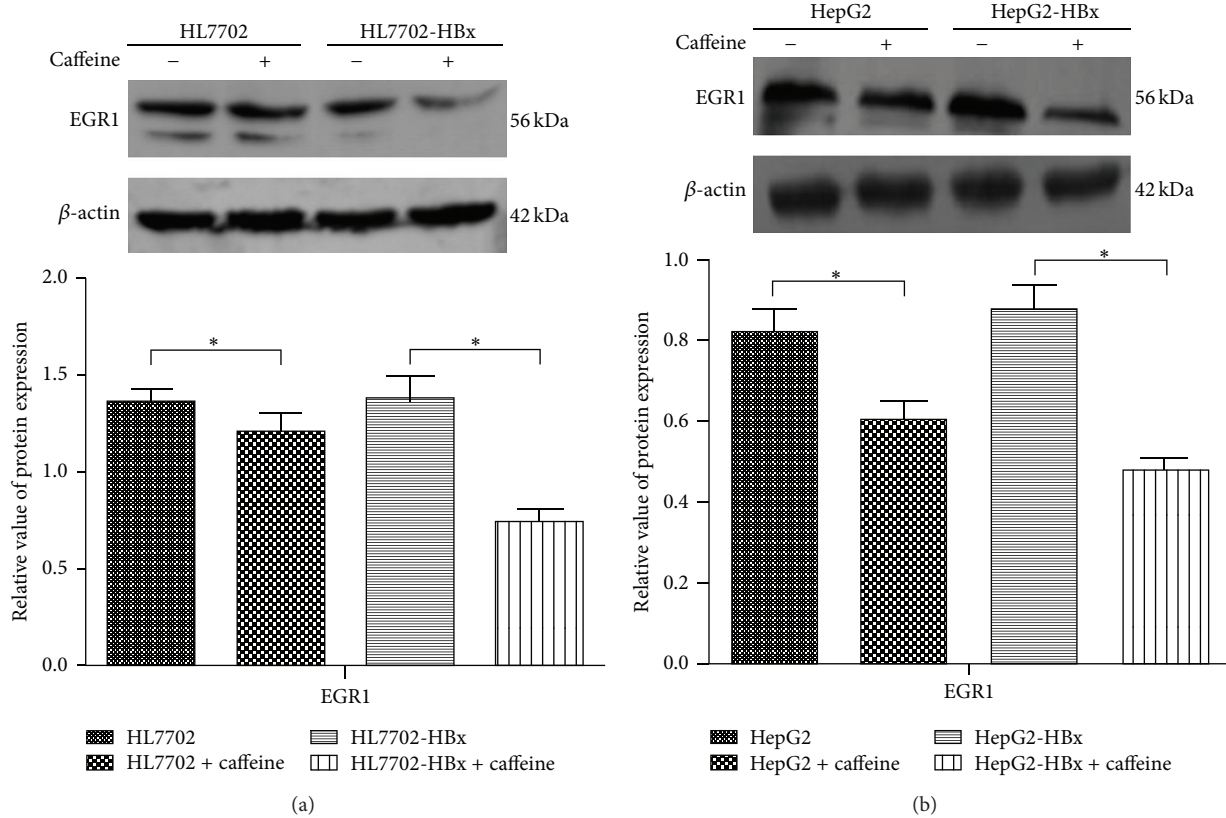 HL7702 HL7702-HBx
Caffeine − + − +
EGR1
56 kDa
β-actin
42 kDa
Relative value of protein expression
2.0
1.5
1.0
0.5
0.0
* *
EGR1
HL7702 HL7702-HBx
HL7702 + caffeine HL7702-HBx + caffeine
(a)
HepG2 HepG2-HBx
Caffeine − + − +
EGR1
56 kDa
β-actin
42 kDa
Relative value of protein expression
1.0
0.8
0.6
0.4
0.2
0.0
* *
EGR1
HepG2 HepG2-HBx
HepG2 + caffeine HepG2-HBx + caffeine
(b)